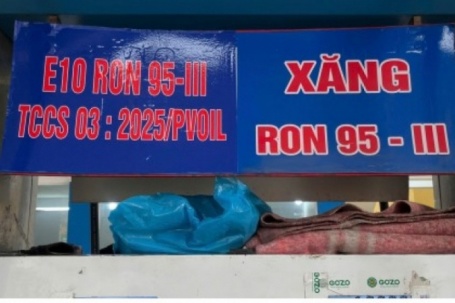 E10 RON 95-III
TCCS 03 : 2025/PVOIL
XĂNG
RON 95 - III
GOZO
GOZO